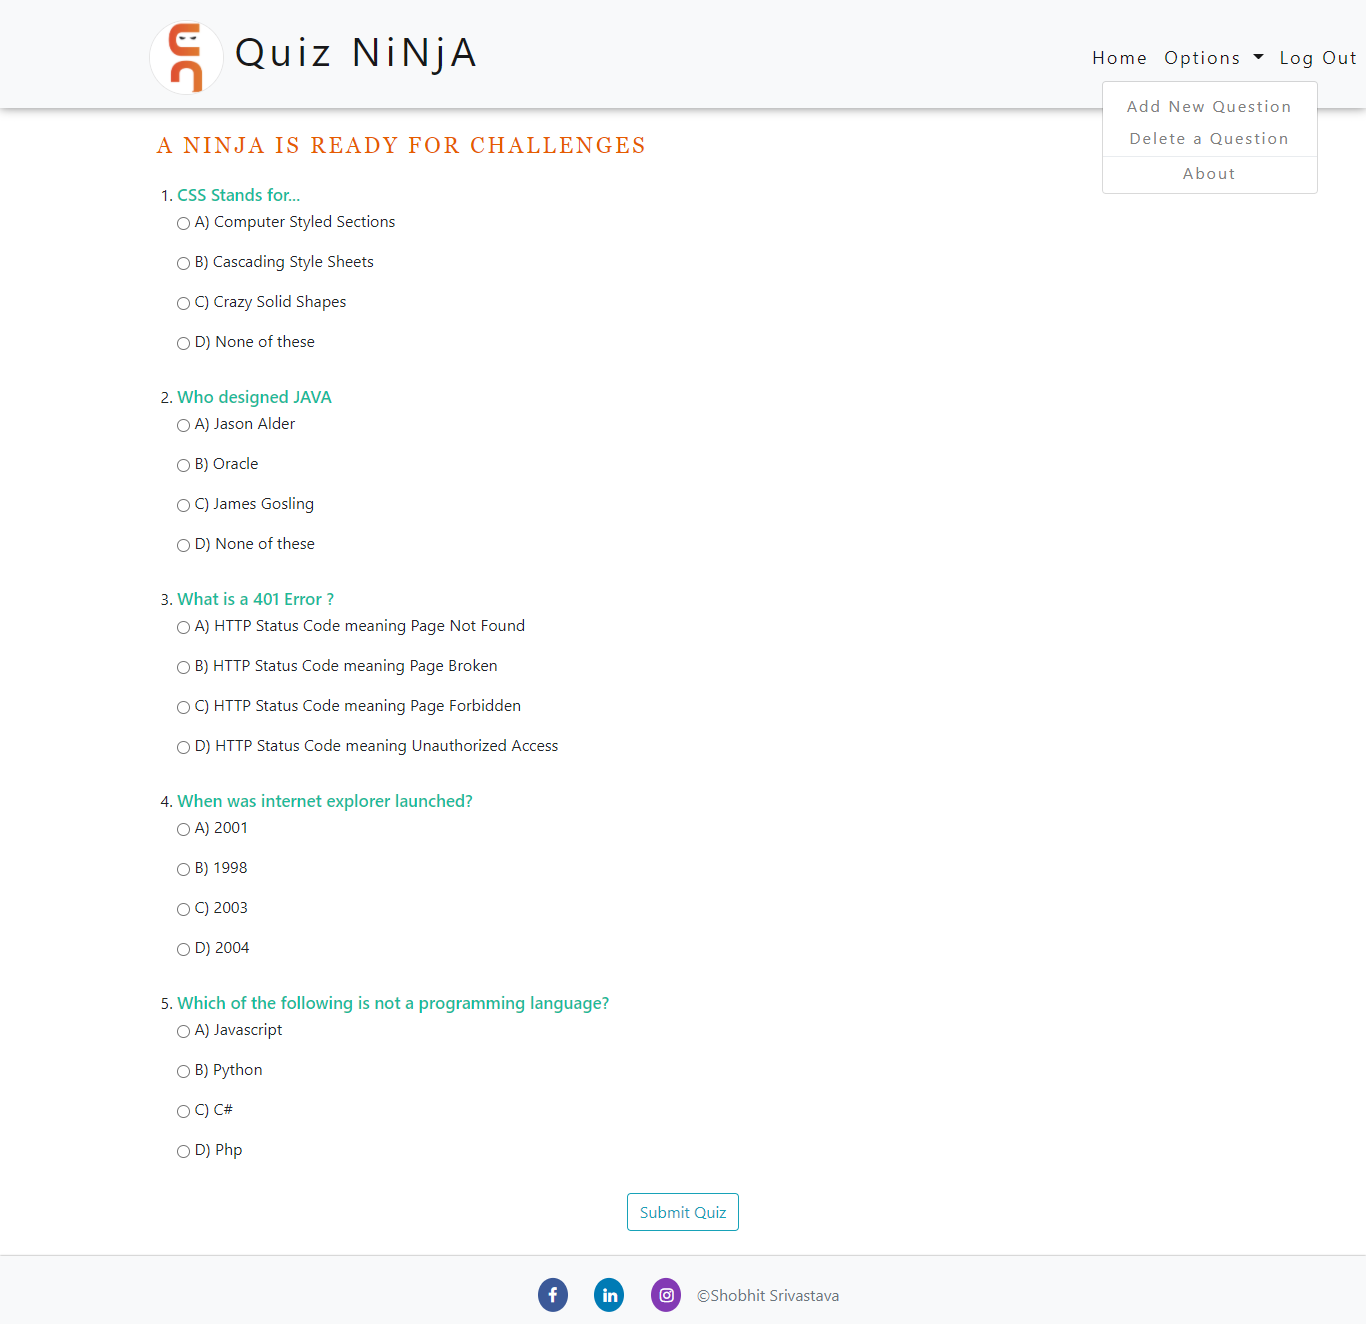 Quiz NiNjA
Home Options Log Out
Add New Question
Delete a Question
About
A NINJA IS READY FOR CHALLENGES
1. CSS Stands for...
A) Computer Styled Sections
B) Cascading Style Sheets
C) Crazy Solid Shapes
D) None of these
2. Who designed JAVA
A) Jason Alder
B) Oracle
C) James Gosling
D) None of these
3. What is a 401 Error ?
A) HTTP Status Code meaning Page Not Found
B) HTTP Status Code meaning Page Broken
C) HTTP Status Code meaning Page Forbidden
D) HTTP Status Code meaning Unauthorized Access
4. When was internet explorer launched?
A) 2001
B) 1998
C) 2003
D) 2004
5. Which of the following is not a programming language?
A) Javascript
B) Python
C) C#
D) Php
Submit Quiz
©Shobhit Srivastava